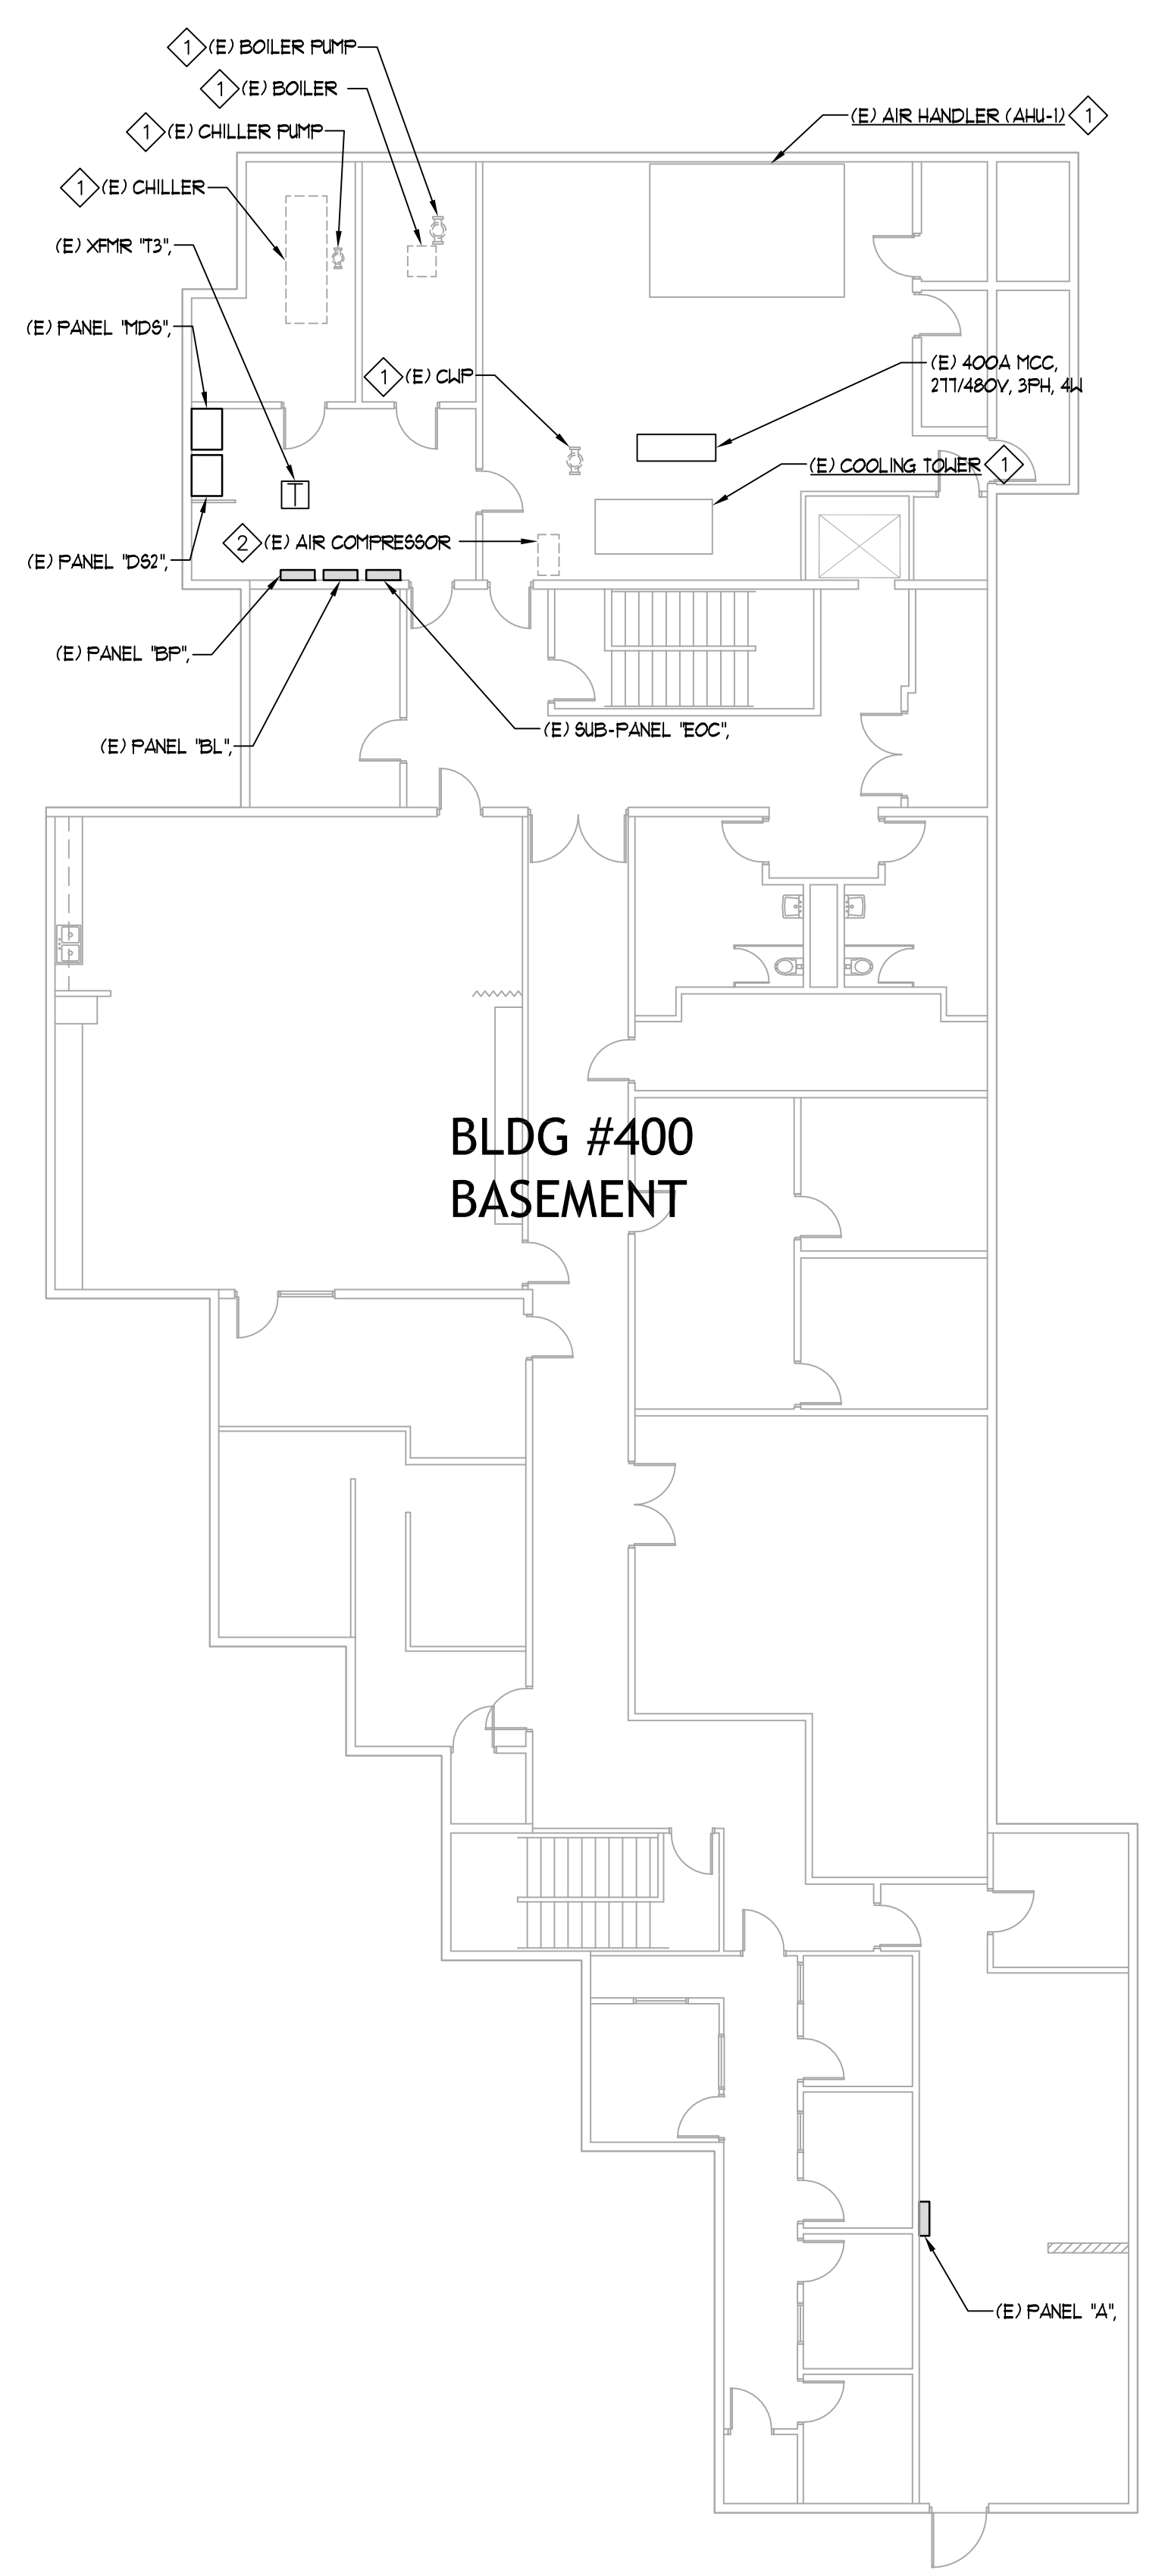 1 (E) BOILER PUMP
1 (E) BOILER
(E) AIR HANDLER (AHU-1) 1
1 (E) CHILLER PUMP
1 (E) CHILLER
(E) XFMR "T3",
(E) PANEL "MDS",
(E) 400A MCC,
277/480V, 3PH, 4W
1 (E) CWP
(E) COOLING TOWER 1
T
2 (E) AIR COMPRESSOR
(E) PANEL "DS2",
(E) PANEL "BP",
(E) SUB-PANEL "EOC",
(E) PANEL "BL",
BLDG #400
BASEMENT
(E) PANEL "A",